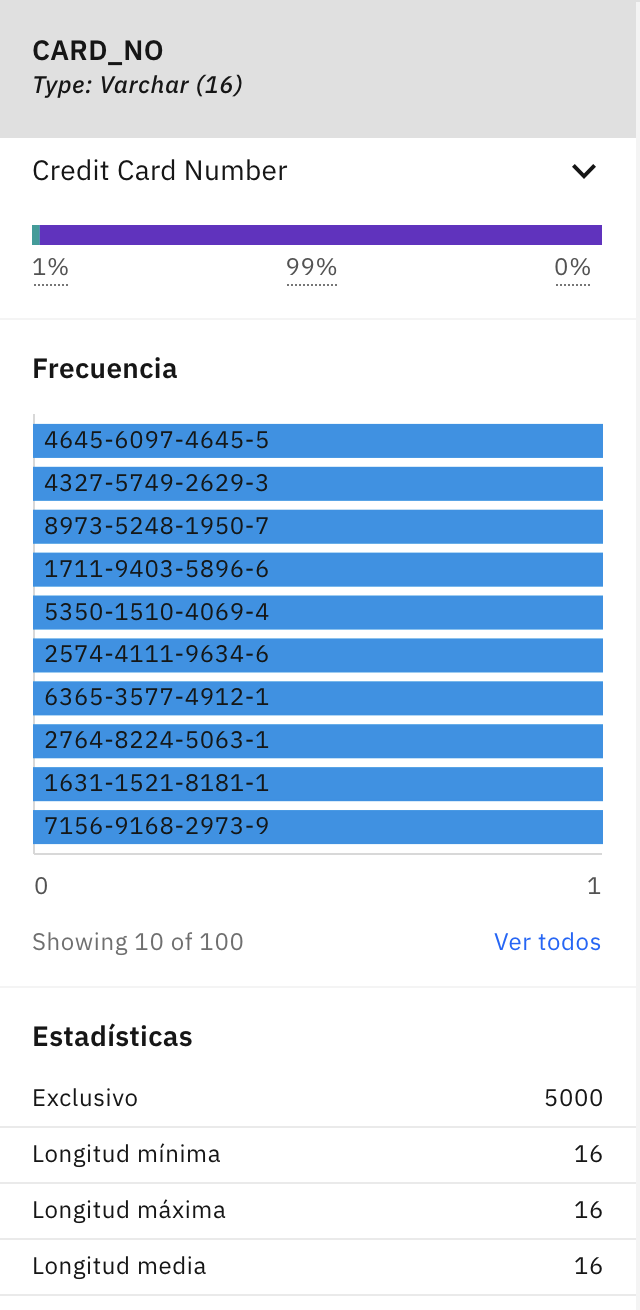 CARD_NO
Type: Varchar (16)
Credit Card Number
1% 99% 0%
Frecuencia
4645-6097-4645-5
4327-5749-2629-3
8973-5248-1950-7
1711-9403-5896-6
5350-1510-4069-4
2574-4111-9634-6
6365-3577-4912-1
2764-8224-5063-1
1631-1521-8181-1
7156-9168-2973-9
0 1
Showing 10 of 100 Ver todos
Estadísticas
Exclusivo 5000
Longitud mínima 16
Longitud máxima 16
Longitud media 16